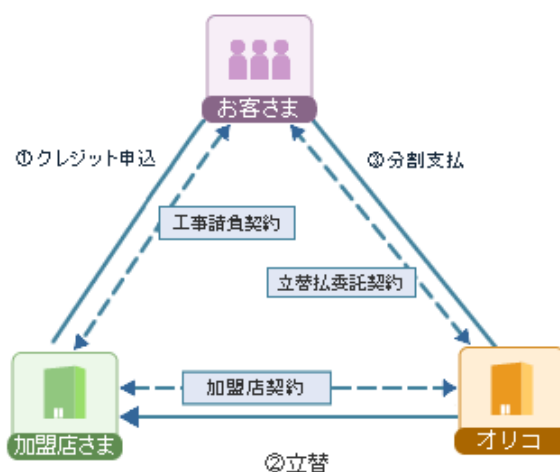 お客さま
①クレジット申込
③分割支払
工事請負契約
立替払委託契約
加盟店契約
加盟店さま
オリコ
②立替